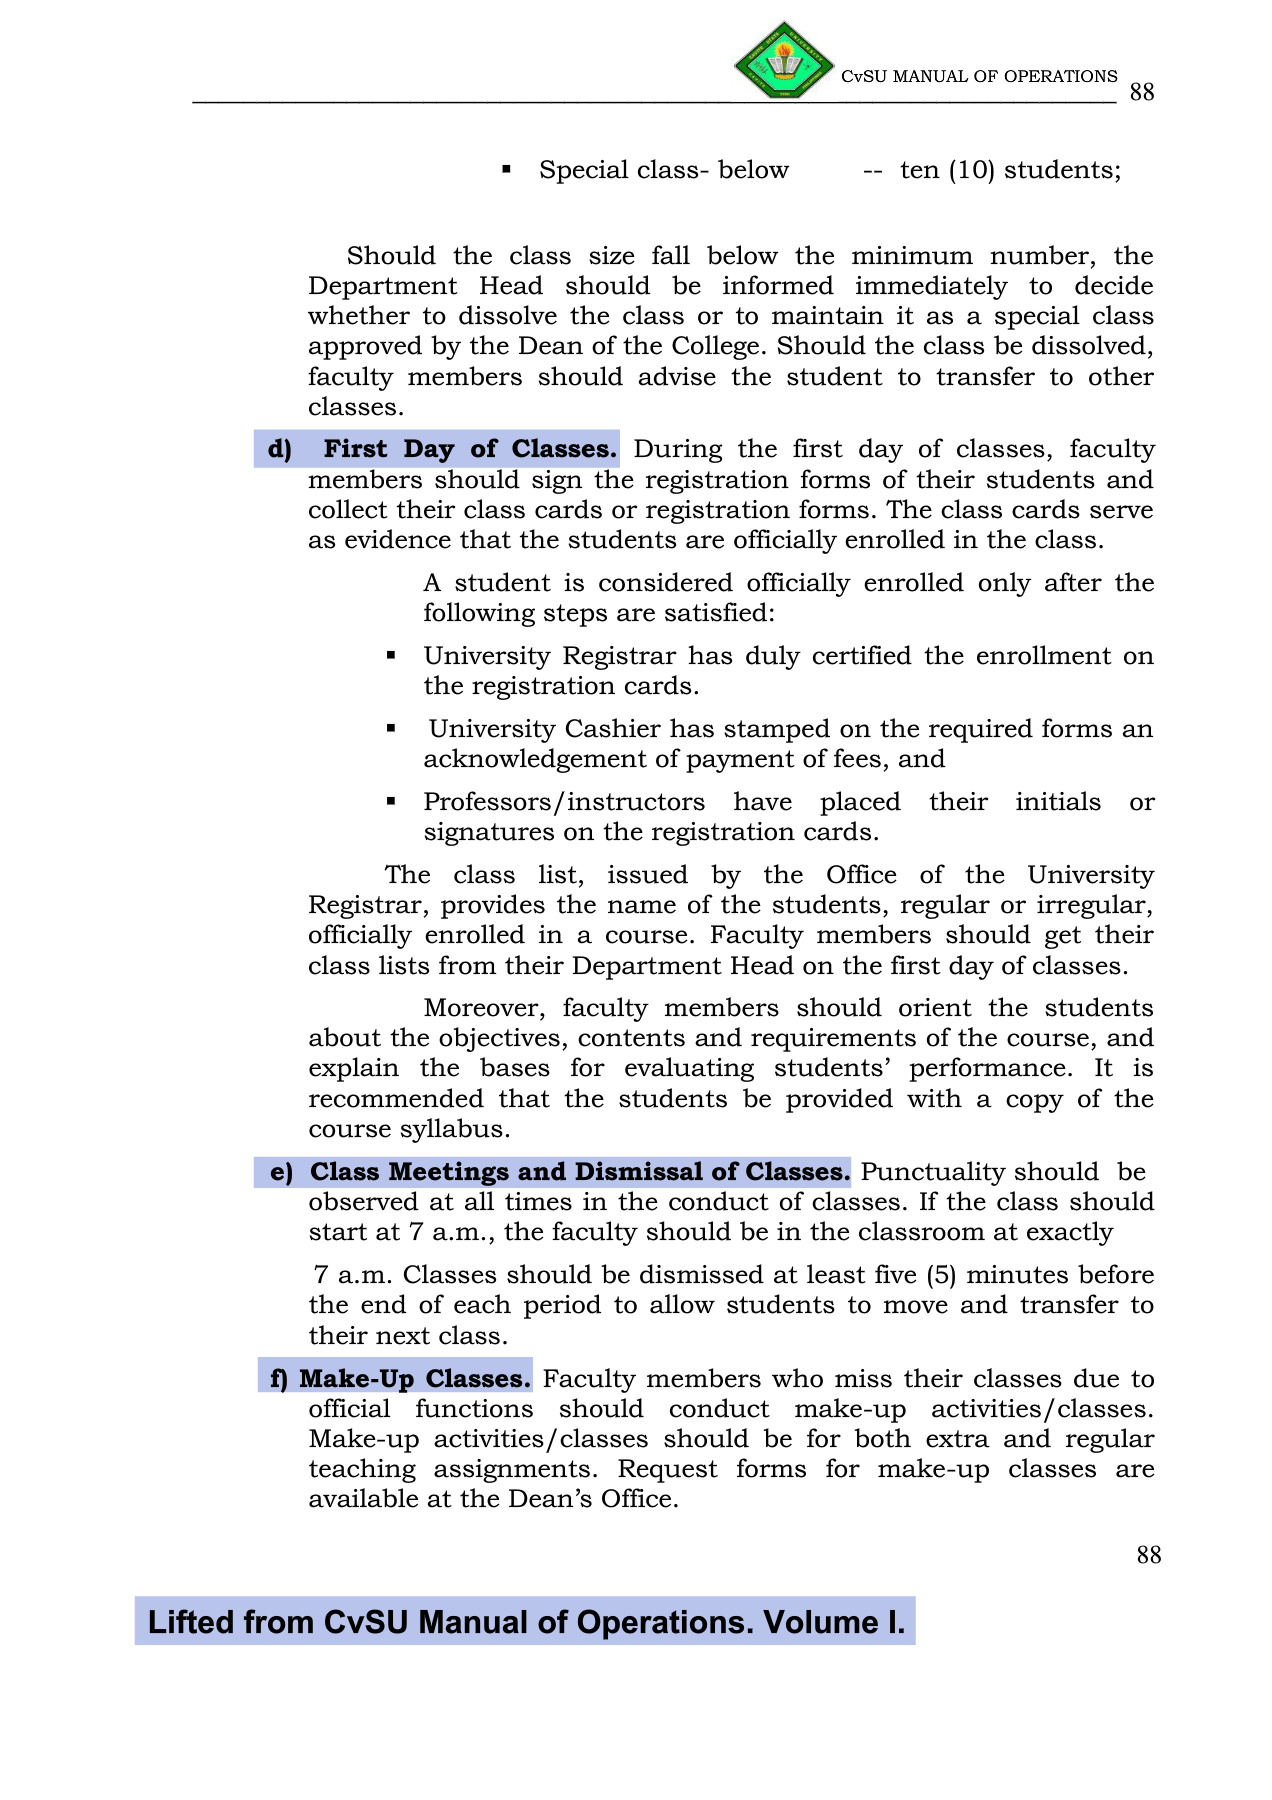 CvSU MANUAL OF OPERATIONS 88
▪ Special class- below -- ten (10) students;
Should the class size fall below the minimum number, the
Department Head should be informed immediately to decide
whether to dissolve the class or to maintain it as a special class
approved by the Dean of the College. Should the class be dissolved,
faculty members should advise the student to transfer to other
classes.
d) First Day of Classes. During the first day of classes, faculty
members should sign the registration forms of their students and
collect their class cards or registration forms. The class cards serve
as evidence that the students are officially enrolled in the class.
A student is considered officially enrolled only after the
following steps are satisfied:
▪ University Registrar has duly certified the enrollment on
the registration cards.
▪ University Cashier has stamped on the required forms an
acknowledgement of payment of fees, and
▪ Professors/instructors have placed their initials or
signatures on the registration cards.
The class list, issued by the Office of the University
Registrar, provides the name of the students, regular or irregular,
officially enrolled in a course. Faculty members should get their
class lists from their Department Head on the first day of classes.
Moreover, faculty members should orient the students
about the objectives, contents and requirements of the course, and
explain the bases for evaluating students’ performance. It is
recommended that the students be provided with a copy of the
course syllabus.
e) Class Meetings and Dismissal of Classes. Punctuality should be
observed at all times in the conduct of classes. If the class should
start at 7 a.m., the faculty should be in the classroom at exactly
7 a.m. Classes should be dismissed at least five (5) minutes before
the end of each period to allow students to move and transfer to
their next class.
f) Make-Up Classes. Faculty members who miss their classes due to
official functions should conduct make-up activities/classes.
Make-up activities/classes should be for both extra and regular
teaching assignments. Request forms for make-up classes are
available at the Dean’s Office.
88
Lifted from CvSU Manual of Operations. Volume I.